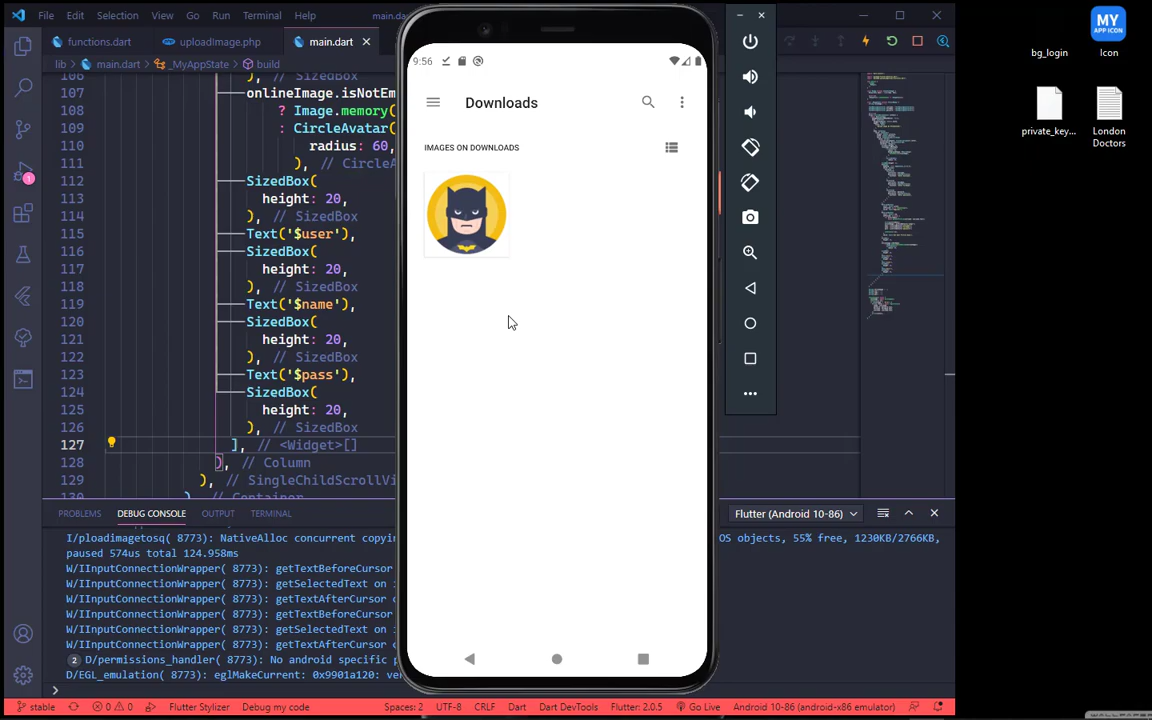 File Edit Selection View Go Run Terminal Help main.da
functions.dart uploadImage.php main.dart
lib > main.dart > _MyAppState > build
106 ), // SizedBox
107 onlineImage.isNotEm
108 ? Image.memory(
109 : CircleAvatar(
110 radius: 60,
111 ), // CircleA
112 SizedBox(
113 height: 20,
114 ), // SizedBox
115 Text('$user'),
116 SizedBox(
117 height: 20,
118 ), // SizedBox
119 Text('$name'),
120 SizedBox(
121 height: 20,
122 ), // SizedBox
123 Text('$pass'),
124 SizedBox(
125 height: 20,
126 ), // SizedBox
127 ], // <Widget>[]
128 ), // Column
129 ), // SingleChildScrollVi
130 ) // Container
9:56
Downloads
IMAGES ON DOWNLOADS
PROBLEMS DEBUG CONSOLE OUTPUT TERMINAL
Flutter (Android 10-86)
I/ploadimagetosq( 8773): NativeAlloc concurrent copyin OS objects, 55% free, 1230KB/2766KB,
paused 574us total 124.958ms
W/IInputConnectionWrapper( 8773): getTextBeforeCursor
W/IInputConnectionWrapper( 8773): getSelectedText on i
W/IInputConnectionWrapper( 8773): getTextAfterCursor o
W/IInputConnectionWrapper( 8773): getTextBeforeCursor
W/IInputConnectionWrapper( 8773): getSelectedText on i
W/IInputConnectionWrapper( 8773): getTextAfterCursor o
2 D/permissions_handler( 8773): No android specific p
D/EGL_emulation( 8773): eglMakeCurrent: 0x9901a120: ver
stable 0 0 Flutter Stylizer Debug my code Spaces: 2 UTF-8 CRLF Dart Dart DevTools Flutter: 2.0.5 Go Live Android 10-86 (android-x86 emulator)
1
MY
APP ICON
bg_login Icon
private_key... London
Doctors